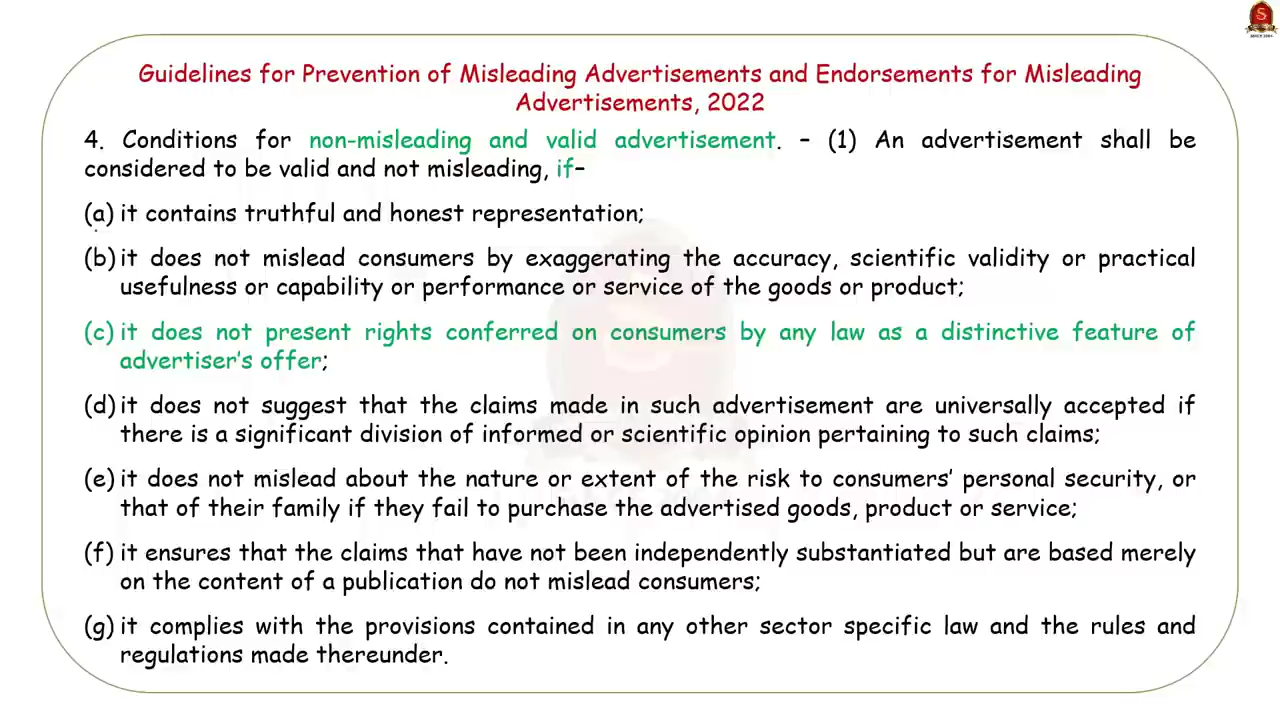 Guidelines for Prevention of Misleading Advertisements and Endorsements for Misleading
Advertisements, 2022
4. Conditions for non-misleading and valid advertisement. – (1) An advertisement shall be
considered to be valid and not misleading, if–
(a) it contains truthful and honest representation;
(b) it does not mislead consumers by exaggerating the accuracy, scientific validity or practical
usefulness or capability or performance or service of the goods or product;
(c) it does not present rights conferred on consumers by any law as a distinctive feature of
advertiser's offer;
(d) it does not suggest that the claims made in such advertisement are universally accepted if
there is a significant division of informed or scientific opinion pertaining to such claims;
(e) it does not mislead about the nature or extent of the risk to consumers' personal security, or
that of their family if they fail to purchase the advertised goods, product or service;
(f) it ensures that the claims that have not been independently substantiated but are based merely
on the content of a publication do not mislead consumers;
(g) it complies with the provisions contained in any other sector specific law and the rules and
regulations made thereunder.